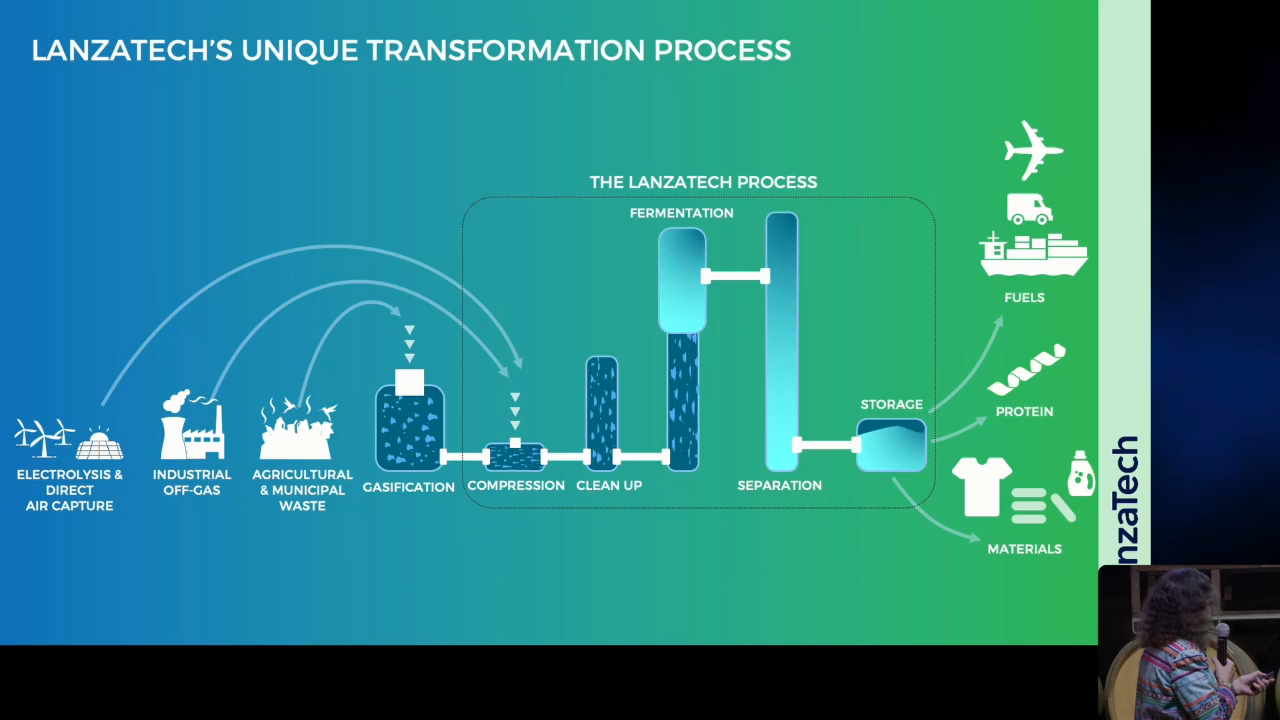 LANZATECH'S UNIQUE TRANSFORMATION PROCESS
THE LANZATECH PROCESS
FERMENTATION
FUELS
STORAGE
PROTEIN
ELECTROLYSIS &
DIRECT
AIR CAPTURE
INDUSTRIAL
OFF-GAS
AGRICULTURAL
& MUNICIPAL
WASTE
GASIFICATION
COMPRESSION
CLEAN UP
SEPARATION
MATERIALS
nzaTech